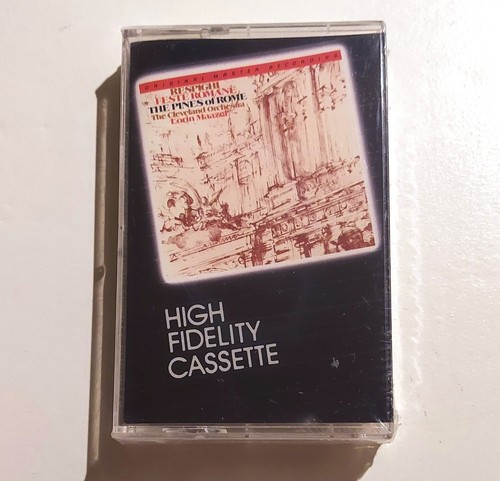 ORIGINAL MASTER RECORDING
RESPIGHI
FESTE ROMANE
THE PINES of ROME
The Cleveland Orchestra
Lorin Maazel
HIGH
FIDELITY
CASSETTE